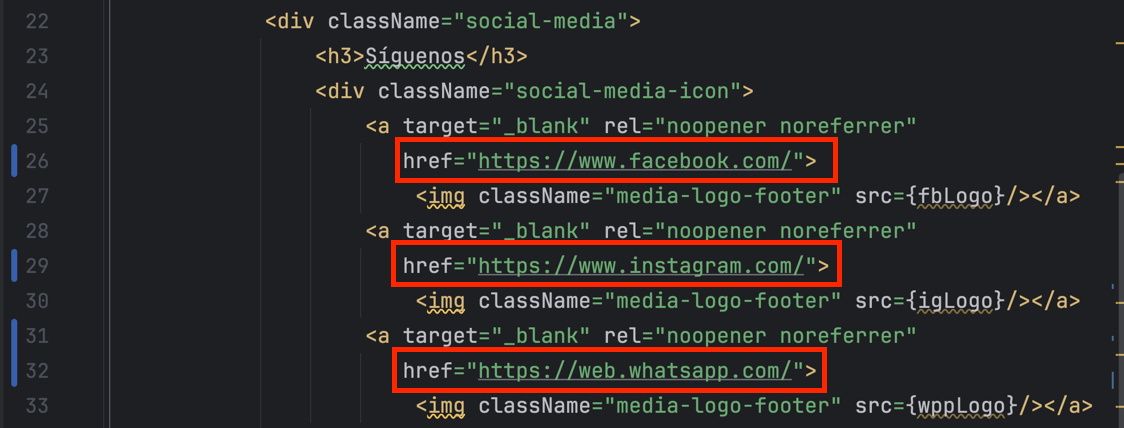 22 <div className="social-media">
23 <h3>Síguenos</h3>
24 <div className="social-media-icon">
25 <a target="_blank" rel="noopener noreferrer"
26 href="https://www.facebook.com/">
27 <img className="media-logo-footer" src={fbLogo}/></a>
28 <a target="_blank" rel="noopener noreferrer"
29 href="https://www.instagram.com/">
30 <img className="media-logo-footer" src={igLogo}/></a>
31 <a target="_blank" rel="noopener noreferrer"
32 href="https://web.whatsapp.com/">
33 <img className="media-logo-footer" src={wppLogo}/></a>